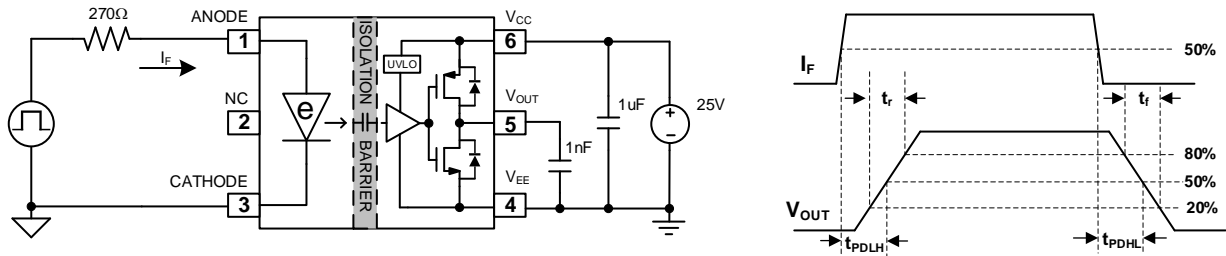 270Ω
ANODE
1
I_F
NC
2
CATHODE
3
e
ISOLATION BARRIER
UVLO
V_CC
6
V_OUT
5
V_EE
4
1nF
1uF
25V
I_F
50%
t_r
t_f
80%
50%
20%
V_OUT
t_PDLH
t_PDHL